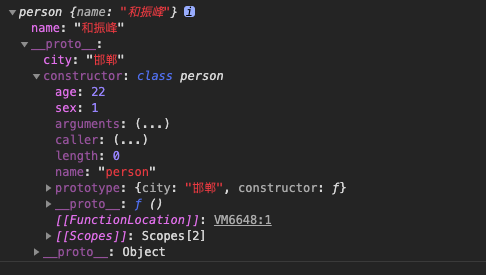 person {name: "和振峰"} i
name: "和振峰"
__proto__:
city: "邯郸"
constructor: class person
age: 22
sex: 1
arguments: (...)
caller: (...)
length: 0
name: "person"
prototype: {city: "邯郸", constructor: ƒ}
__proto__: ƒ ()
[[FunctionLocation]]: VM6648:1
[[Scopes]]: Scopes[2]
__proto__: Object